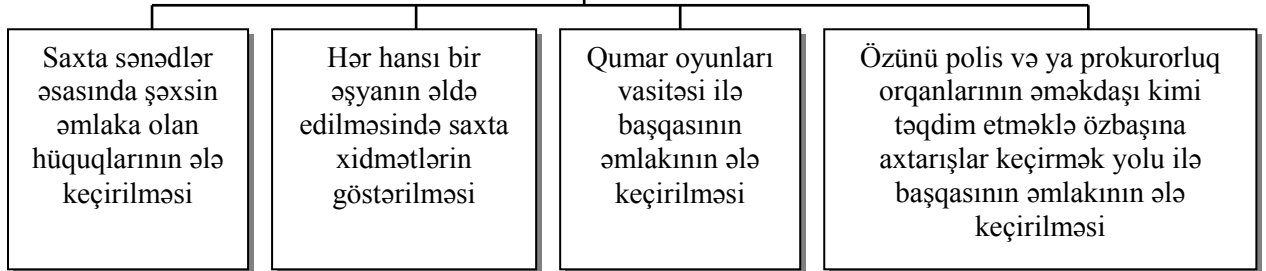 Saxta sənədlər
əsasında şəxsin
əmlaka olan
hüquqlarının ələ
keçirilməsi
Hər hansı bir
əşyanın əldə
edilməsində saxta
xidmətlərin
göstərilməsi
Qumar oyunları
vasitəsi ilə
başqasının
əmlakının ələ
keçirilməsi
Özünü polis və ya prokurorluq
orqanlarının əməkdaşı kimi
təqdim etməklə özbaşına
axtarışlar keçirmək yolu ilə
başqasının əmlakının ələ
keçirilməsi